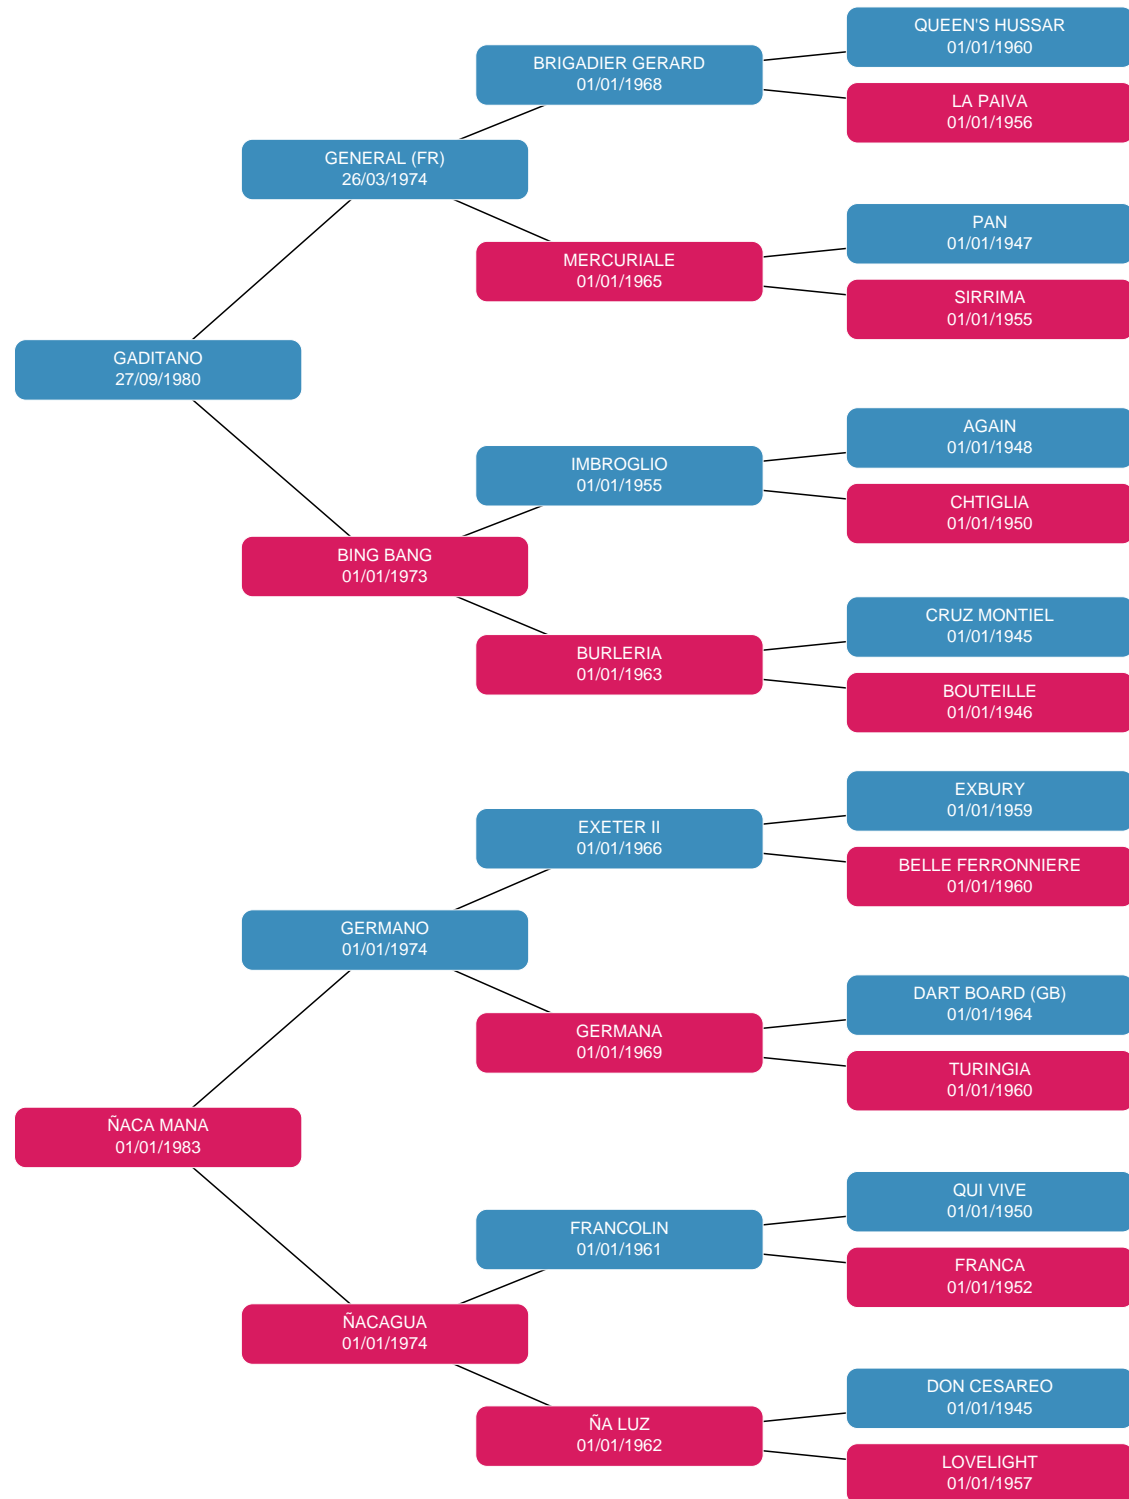 QUEEN'S HUSSAR
01/01/1960
BRIGADIER GERARD
01/01/1968
LA PAIVA
01/01/1956
GENERAL (FR)
26/03/1974
PAN
01/01/1947
MERCURIALE
01/01/1965
SIRRIMA
01/01/1955
GADITANO
27/09/1980
AGAIN
01/01/1948
IMBROGLIO
01/01/1955
CHTIGLIA
01/01/1950
BING BANG
01/01/1973
CRUZ MONTIEL
01/01/1945
BURLERIA
01/01/1963
BOUTEILLE
01/01/1946
EXBURY
01/01/1959
EXETER II
01/01/1966
BELLE FERRONNIERE
01/01/1960
GERMANO
01/01/1974
DART BOARD (GB)
01/01/1964
GERMANA
01/01/1969
TURINGIA
01/01/1960
ÑACA MANA
01/01/1983
QUI VIVE
01/01/1950
FRANCOLIN
01/01/1961
FRANCA
01/01/1952
ÑACAGUA
01/01/1974
DON CESAREO
01/01/1945
ÑA LUZ
01/01/1962
LOVELIGHT
01/01/1957